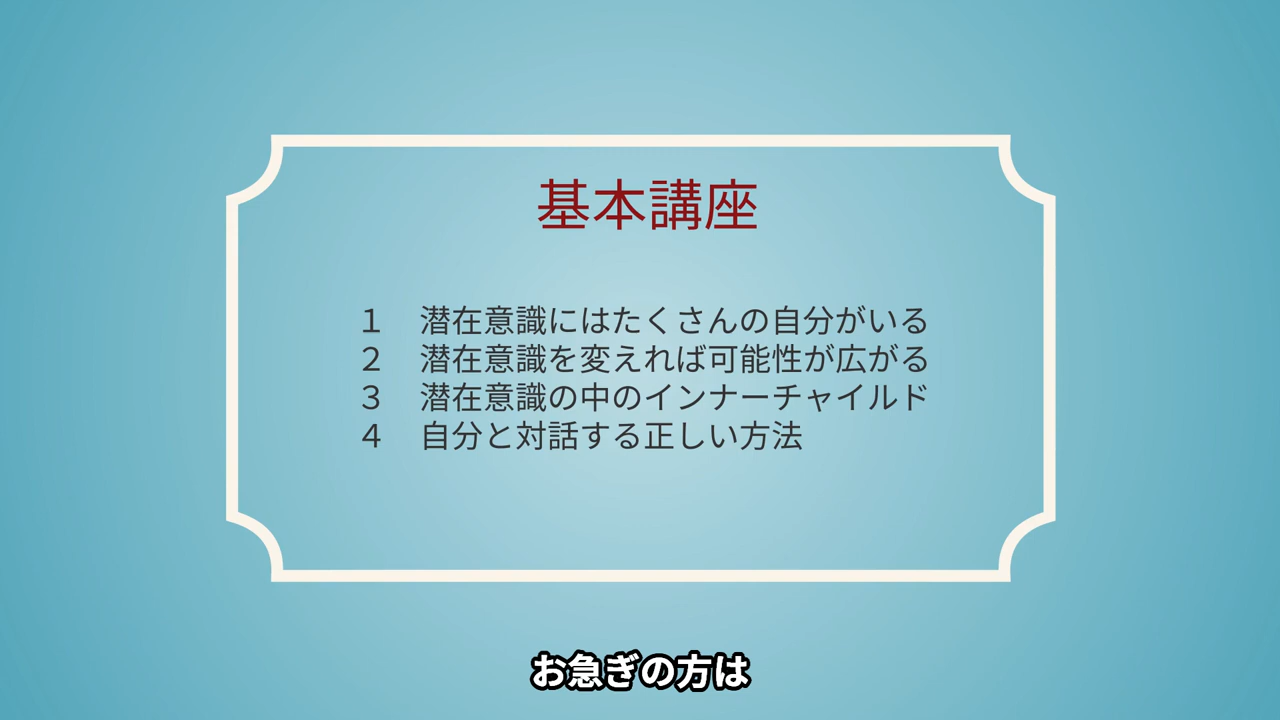 基本講座
１　潜在意識にはたくさんの自分がいる
２　潜在意識を変えれば可能性が広がる
３　潜在意識の中のインナーチャイルド
４　自分と対話する正しい方法
お急ぎの方は